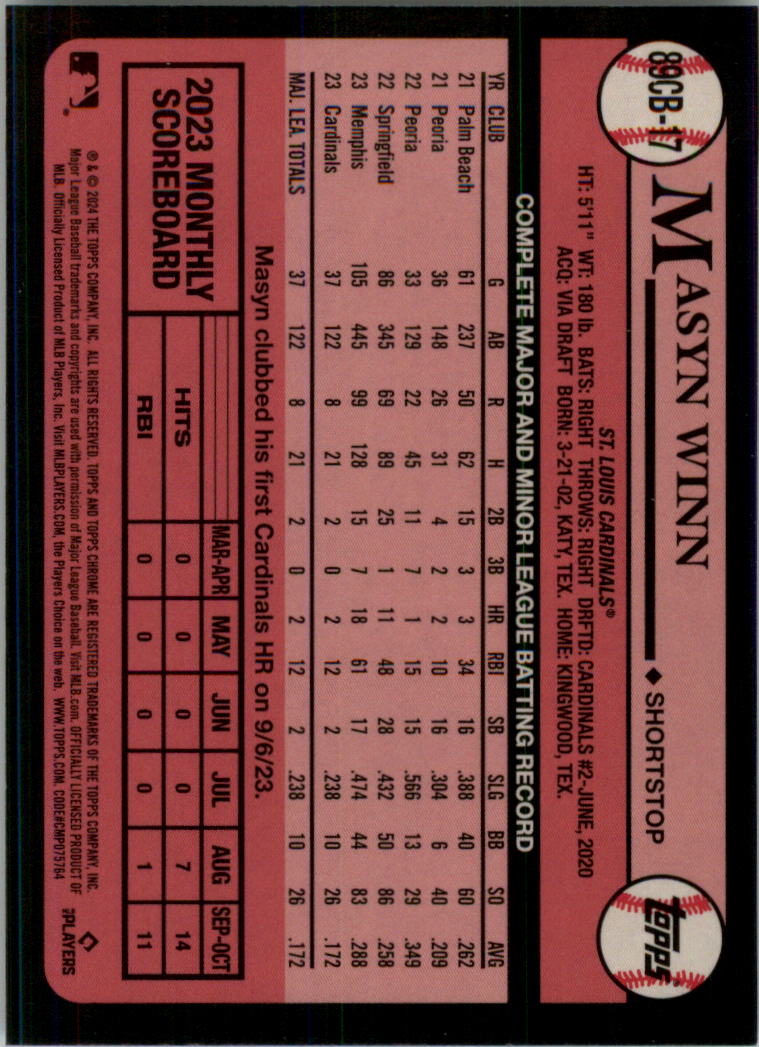 89CB-17
MASYN WINN
◆ SHORTSTOP
topps®
ST. LOUIS CARDINALS®
HT: 5'11" WT: 180 lb. BATS: RIGHT THROWS: RIGHT DRFTD: CARDINALS #2-JUNE, 2020
ACQ: VIA DRAFT BORN: 3-21-02, KATY, TEX. HOME: KINGWOOD, TEX.
COMPLETE MAJOR AND MINOR LEAGUE BATTING RECORD
YR CLUB G AB R H 2B 3B HR RBI SB SLG BB SO AVG
21 Palm Beach 61 237 50 62 15 3 3 34 16 .388 40 60 .262
21 Peoria 36 148 26 31 4 2 2 10 16 .304 6 40 .209
22 Peoria 33 129 22 45 11 7 1 15 15 .566 13 29 .349
22 Springfield 86 345 69 89 25 1 11 48 28 .432 50 86 .258
23 Memphis 105 445 99 128 15 7 18 61 17 .474 44 83 .288
23 Cardinals 37 122 8 21 2 0 2 12 2 .238 10 26 .172
MAJ. LEA. TOTALS 37 122 8 21 2 0 2 12 2 .238 10 26 .172
Masyn clubbed his first Cardinals HR on 9/6/23.
2023 MONTHLY
SCOREBOARD
MAR-APR MAY JUN JUL AUG SEP-OCT
HITS 0 0 0 0 7 14
RBI 0 0 0 0 1 11
® & © 2024 THE TOPPS COMPANY, INC. ALL RIGHTS RESERVED. TOPPS AND TOPPS CHROME ARE REGISTERED TRADEMARKS OF THE TOPPS COMPANY, INC.
Major League Baseball trademarks and copyrights are used with permission of Major League Baseball. Visit MLB.com. OFFICIALLY LICENSED PRODUCT OF
MLB. Officially Licensed Product of MLB Players, Inc. Visit MLBPLAYERS.COM, the Players Choice on the web. WWW.TOPPS.COM. CODE#CMP075764
PLAYERS